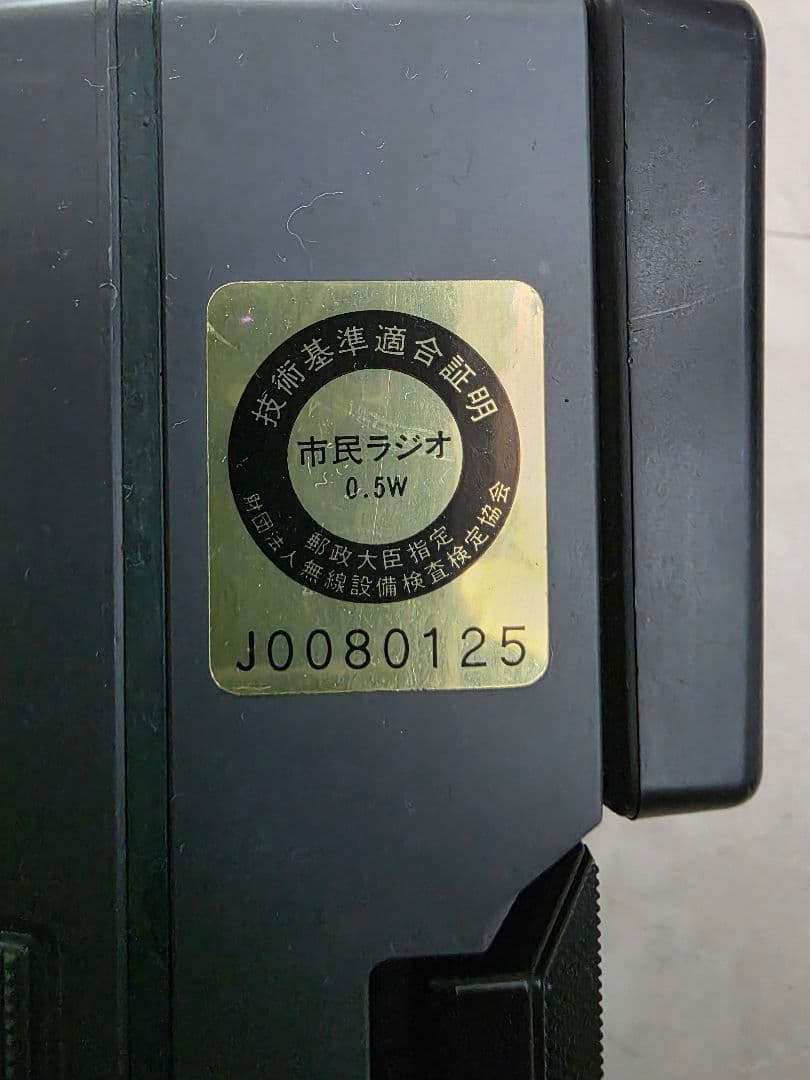 技術基準適合証明
市民ラジオ
0.5W
郵政大臣指定
財団法人無線設備検査検定協会
J0080125